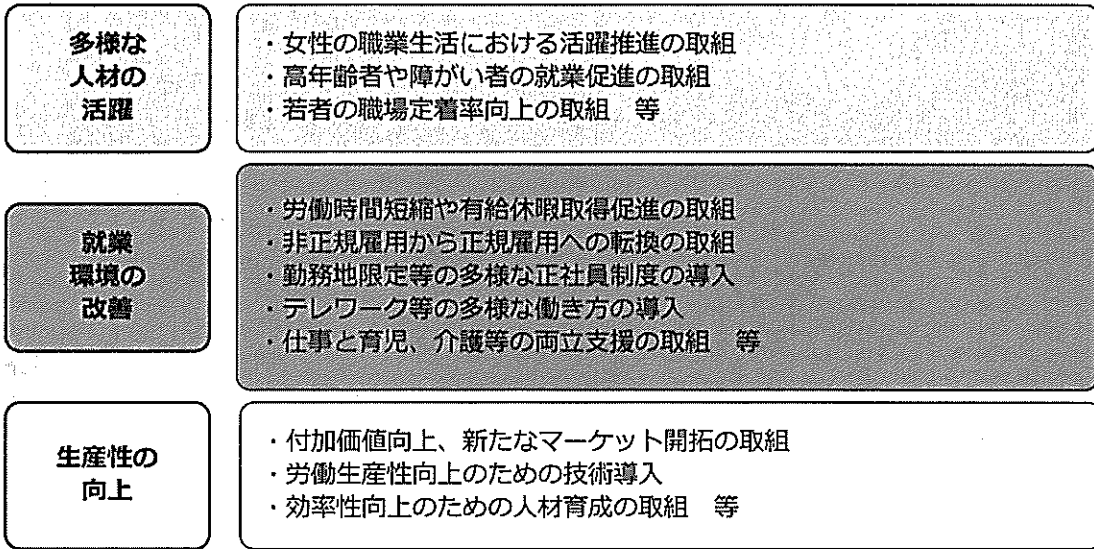 多様な
人材の
活躍
・女性の職業生活における活躍推進の取組
・高年齢者や障がい者の就業促進の取組
・若者の職場定着率向上の取組　等
就業
環境の
改善
・労働時間短縮や有給休暇取得促進の取組
・非正規雇用から正規雇用への転換の取組
・勤務地限定等の多様な正社員制度の導入
・テレワーク等の多様な働き方の導入
・仕事と育児、介護等の両立支援の取組　等
生産性の
向上
・付加価値向上、新たなマーケット開拓の取組
・労働生産性向上のための技術導入
・効率性向上のための人材育成の取組　等